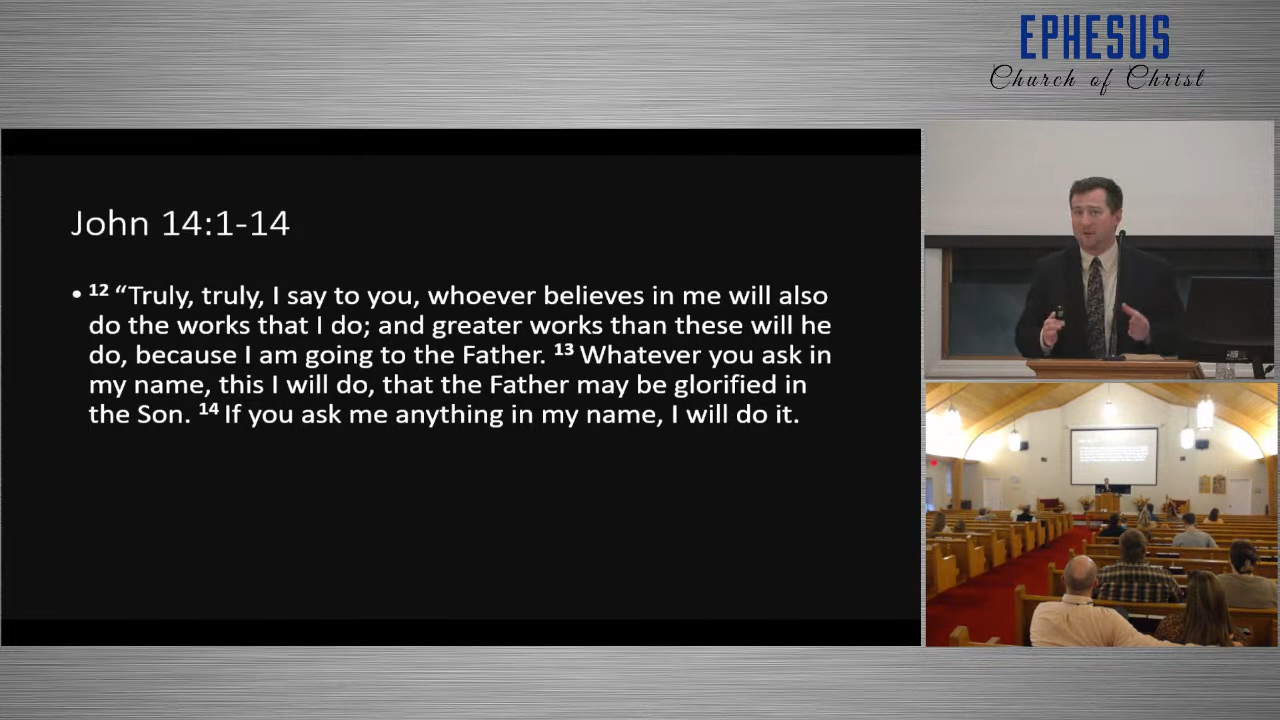 EPHESUS
Church of Christ
John 14:1-14
• 12 “Truly, truly, I say to you, whoever believes in me will also
do the works that I do; and greater works than these will he
do, because I am going to the Father. 13 Whatever you ask in
my name, this I will do, that the Father may be glorified in
the Son. 14 If you ask me anything in my name, I will do it.